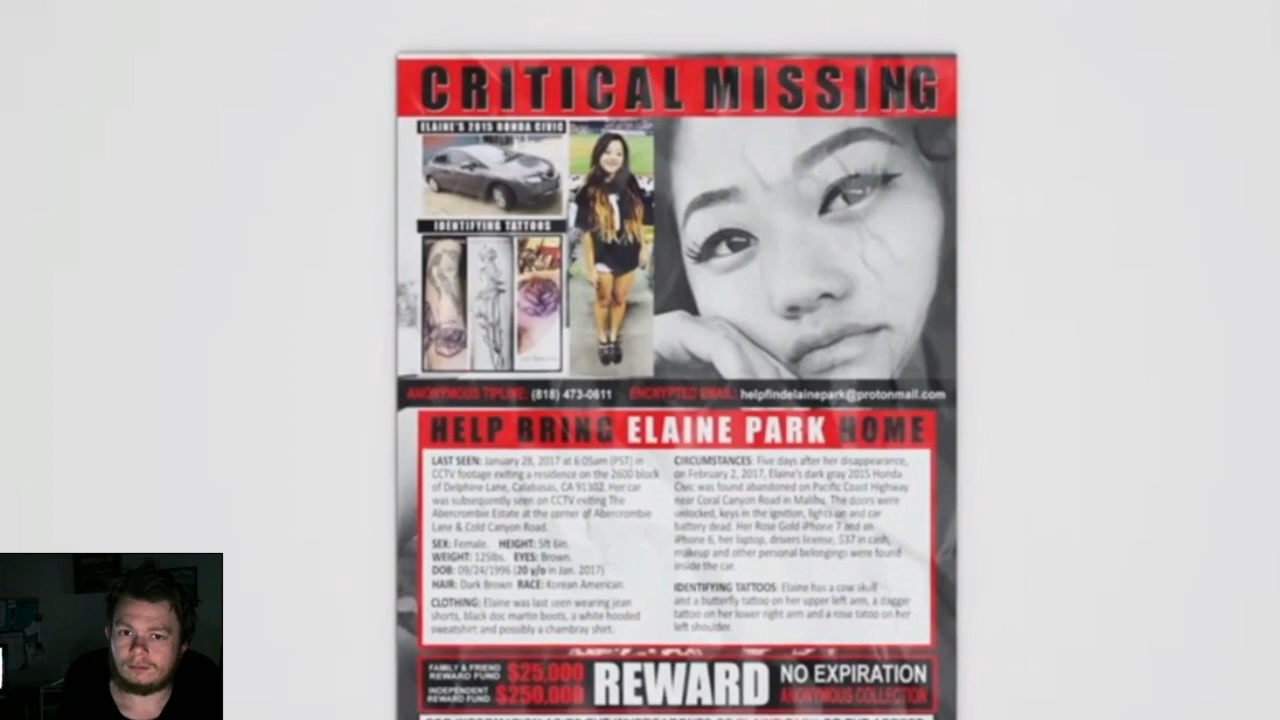 CRITICAL MISSING
ELAINE'S 2015 HONDA CIVIC
IDENTIFYING TATTOOS
ANONYMOUS TIPLINE: (818) 473-0611 ENCRYPTED EMAIL: helpfindelainepark@protonmail.com
HELP BRING ELAINE PARK HOME
LAST SEEN: January 28, 2017 at 6:05am (PST) in
CCTV footage exiting a residence on the 2600 block
of Delphine Lane, Calabasas, CA 91302. Her car
was subsequently seen on CCTV exiting The
Abercrombie Estate at the corner of Abercrombie
Lane & Cold Canyon Road.
SEX: Female. HEIGHT: 5ft 6in.
WEIGHT: 125lbs. EYES: Brown.
DOB: 09/24/1996 (20 y/o in Jan. 2017)
HAIR: Dark Brown RACE: Korean American.
CLOTHING: Elaine was last seen wearing jean
shorts, black doc martin boots, a white hooded
sweatshirt and possibly a chambray shirt.
CIRCUMSTANCES: Five days after her disappearance,
on February 2, 2017, Elaine's dark gray 2015 Honda
Civic was found abandoned on Pacific Coast Highway
near Coral Canyon Road in Malibu. The doors were
unlocked, keys in the ignition, lights on and car
battery dead. Her Rose Gold iPhone 7 and an
iPhone 6, her laptop, drivers license, $37 in cash,
makeup and other personal belongings were found
inside the car.
IDENTIFYING TATTOOS: Elaine has a cow skull
and a butterfly tattoo on her upper left arm, a dagger
tattoo on her lower right arm and a rose tatoo on her
left shoulder.
FAMILY & FRIEND
REWARD FUND $25,000
INDEPENDENT
REWARD FUND $250,000
REWARD
NO EXPIRATION
ANONYMOUS COLLECTION